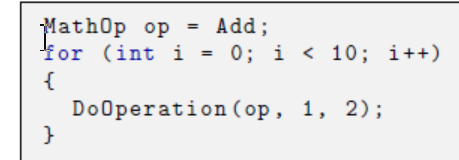 MathOp op = Add;
for (int i = 0; i < 10; i++)
{
  DoOperation(op, 1, 2);
}